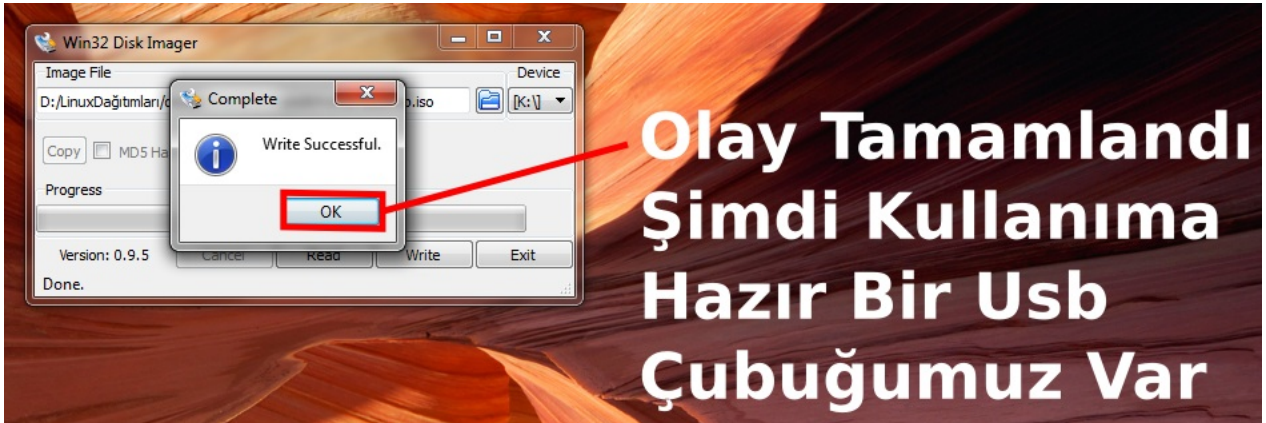 Win32 Disk Imager
Image File
Device
D:/LinuxDağıtımları/
.iso
[K:\]
Complete
Write Successful.
OK
Copy
MD5 Ha
Progress
Version: 0.9.5
Cancel
Read
Write
Exit
Done.
Olay Tamamlandı
Şimdi Kullanıma
Hazır Bir Usb
Çubuğumuz Var